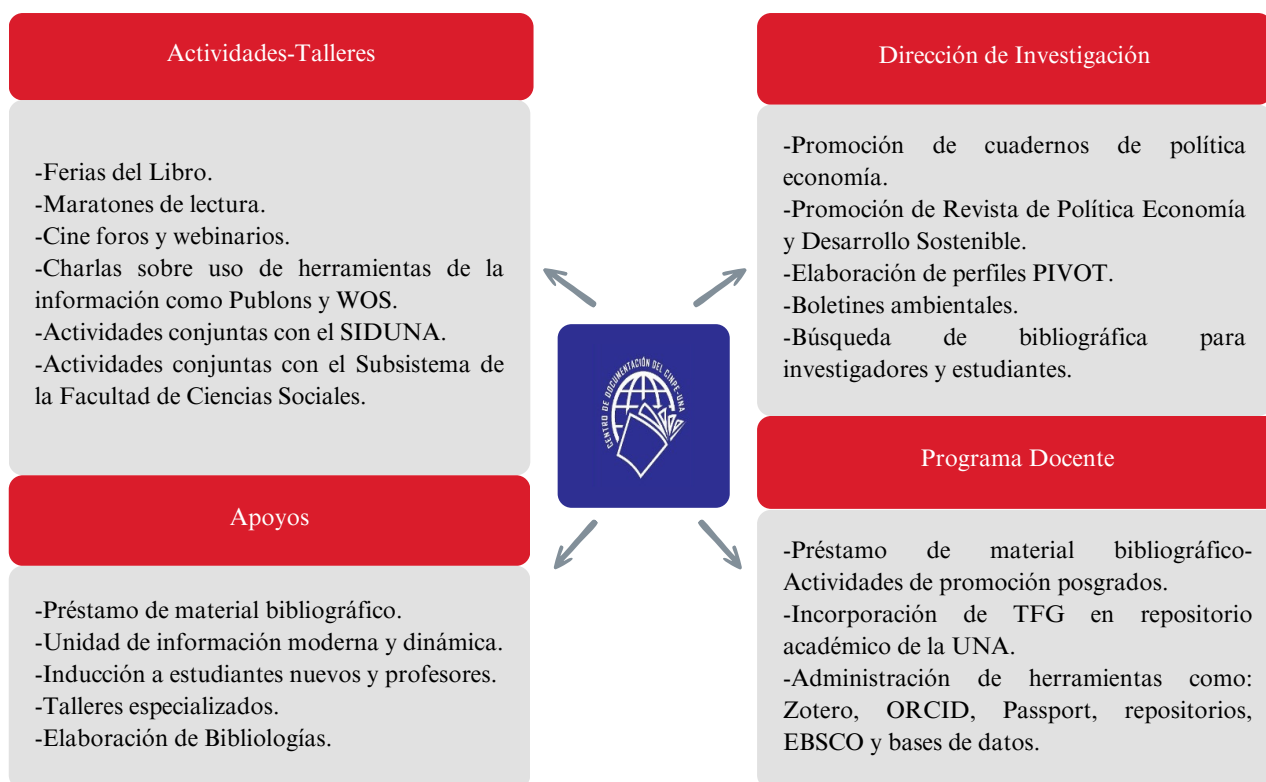 Actividades-Talleres
-Ferias del Libro.
-Maratones de lectura.
-Cine foros y webinarios.
-Charlas sobre uso de herramientas de la
información como Publons y WOS.
-Actividades conjuntas con el SIDUNA.
-Actividades conjuntas con el Subsistema de
la Facultad de Ciencias Sociales.
Apoyos
-Préstamo de material bibliográfico.
-Unidad de información moderna y dinámica.
-Inducción a estudiantes nuevos y profesores.
-Talleres especializados.
-Elaboración de Bibliologías.
CENTRO DE DOCUMENTACIÓN DEL CINPE-UNA
Dirección de Investigación
-Promoción de cuadernos de política
economía.
-Promoción de Revista de Política Economía
y Desarrollo Sostenible.
-Elaboración de perfiles PIVOT.
-Boletines ambientales.
-Búsqueda de bibliográfica para
investigadores y estudiantes.
Programa Docente
-Préstamo de material bibliográfico-
Actividades de promoción posgrados.
-Incorporación de TFG en repositorio
académico de la UNA.
-Administración de herramientas como:
Zotero, ORCID, Passport, repositorios,
EBSCO y bases de datos.